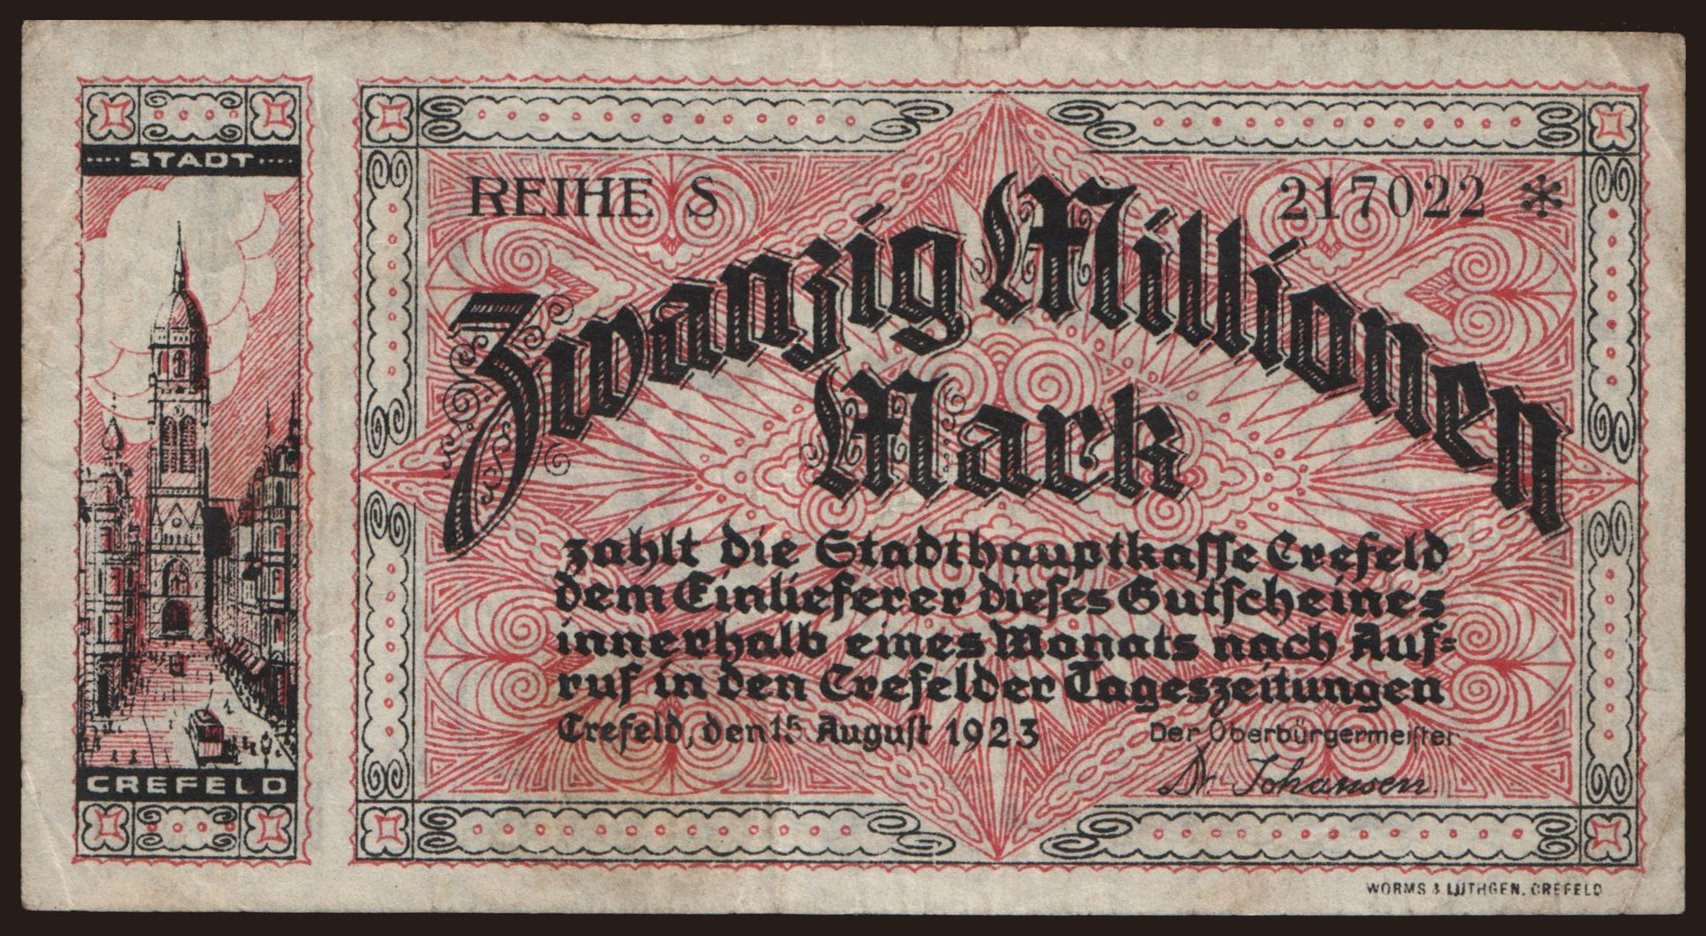 STADT
CREFELD
REIHE S 217022 *
Zwanzig Millionen
Mark
zahlt die Stadthauptkaſſe Crefeld
dem Einlieferer dieſes Gutſcheines
innerhalb eines Monats nach Auf=
ruf in den Crefelder Tageszeitungen
Crefeld, den 15 Auguſt 1923 Der Oberbürgermeiſter
Dr. Johansen
WORMS & LÜTHGEN, CREFELD